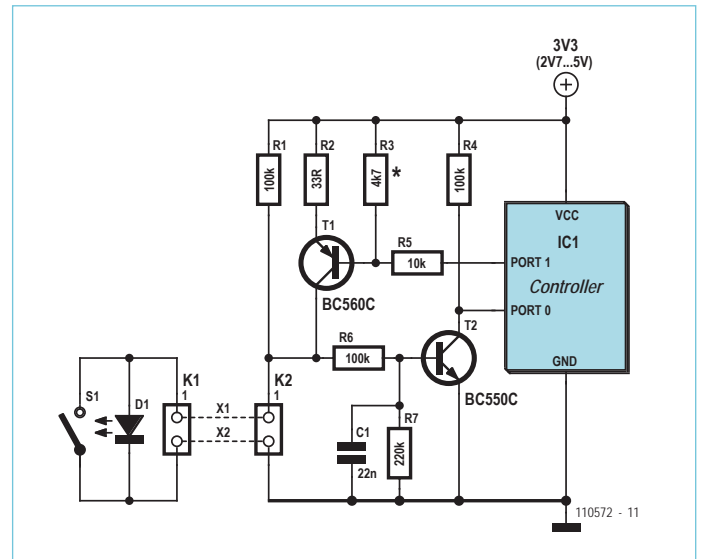 3V3
(2V7...5V)
R1
R2
R3
R4
100k
33R
4k7
*
100k
VCC
T1
R5
IC1
10k
PORT 1
Controller
BC560C
PORT 0
T2
R6
100k
GND
K1
K2
BC550C
S1
D1
1
X1
1
X2
C1
R7
22n
220k
110572 - 11